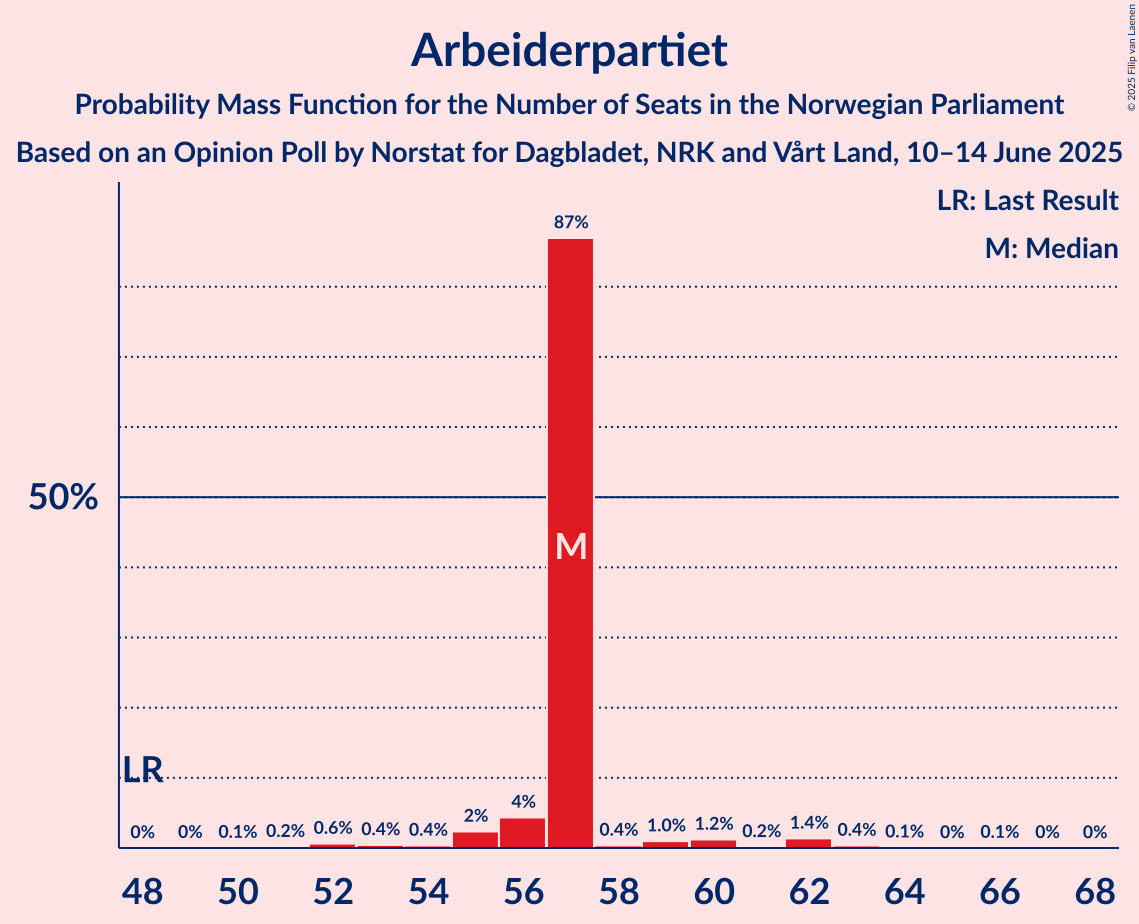 © 2025 Filip van Laenen
Arbeiderpartiet
Probability Mass Function for the Number of Seats in the Norwegian Parliament
Based on an Opinion Poll by Norstat for Dagbladet, NRK and Vårt Land, 10–14 June 2025
LR: Last Result
M: Median
87%
50%
M
LR
0% 0% 0.1% 0.2% 0.6% 0.4% 0.4% 2% 4% 0.4% 1.0% 1.2% 0.2% 1.4% 0.4% 0.1% 0% 0.1% 0% 0%
48 50 52 54 56 58 60 62 64 66 68